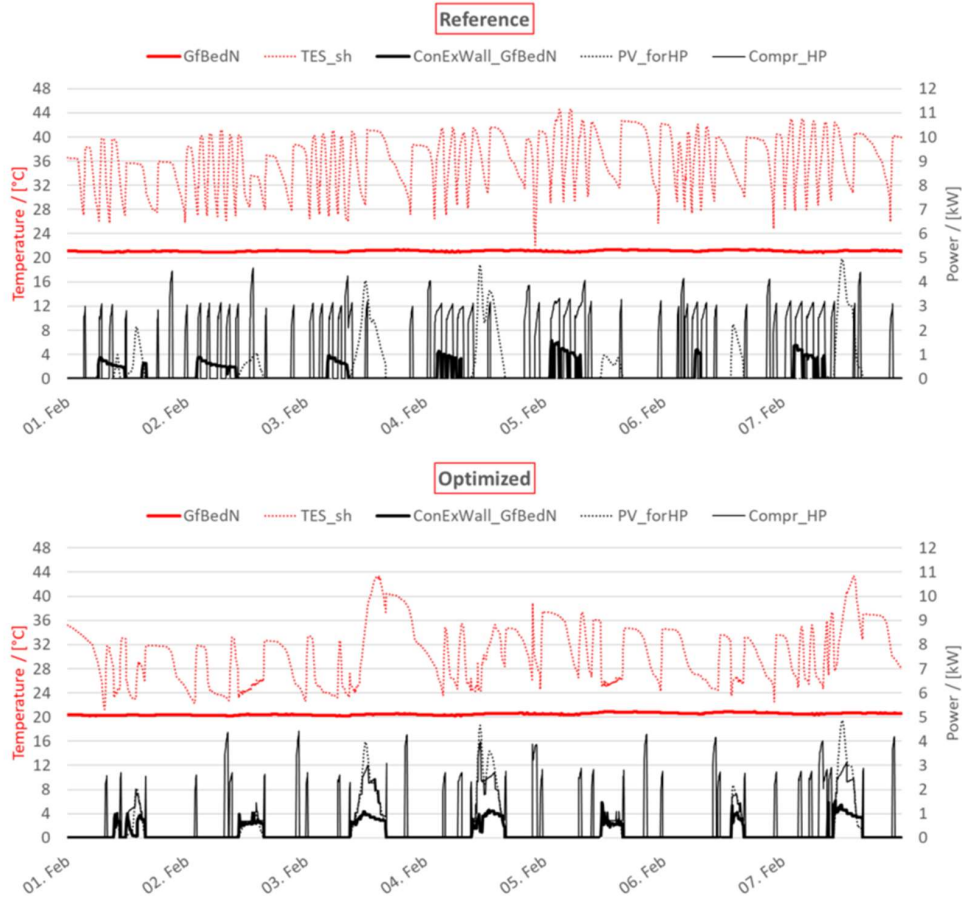 Reference
GfBedN TES_sh ConExWall_GfBedN PV_forHP Compr_HP
48 12
44 11
40 10
36 9
32 8
28 7
24 6
20 5
16 4
12 3
8 2
4 1
0 0
Temperature / [°C]
Power / [kW]
01. Feb 02. Feb 03. Feb 04. Feb 05. Feb 06. Feb 07. Feb
Optimized
GfBedN TES_sh ConExWall_GfBedN PV_forHP Compr_HP
48 12
44 11
40 10
36 9
32 8
28 7
24 6
20 5
16 4
12 3
8 2
4 1
0 0
Temperature / [°C]
Power / [kW]
01. Feb 02. Feb 03. Feb 04. Feb 05. Feb 06. Feb 07. Feb